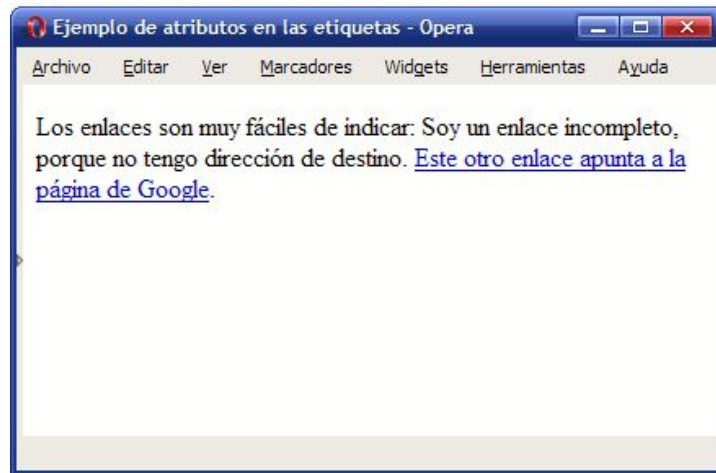 Ejemplo de atributos en las etiquetas - Opera
Archivo Editar Ver Marcadores Widgets Herramientas Ayuda
Los enlaces son muy fáciles de indicar: Soy un enlace incompleto,
porque no tengo dirección de destino. Este otro enlace apunta a la
página de Google.